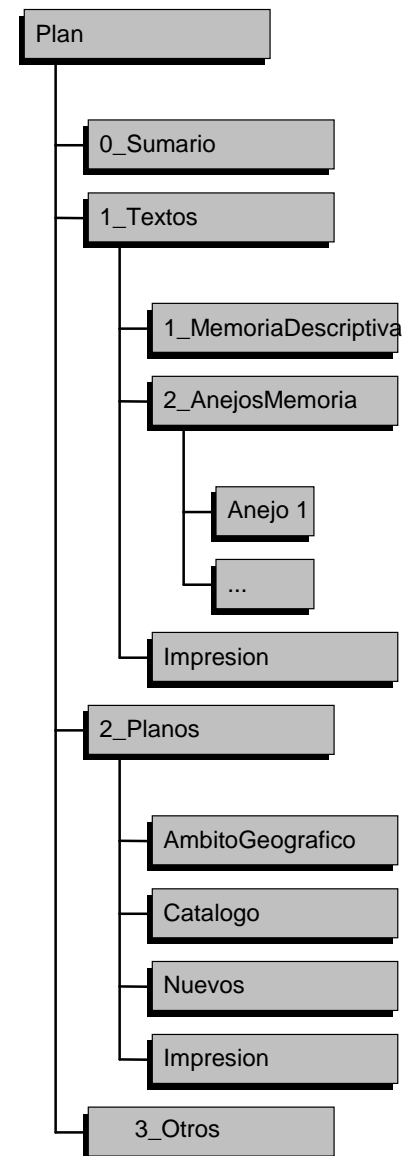 Plan
0_Sumario
1_Textos
1_MemoriaDescriptiva
2_AnejosMemoria
Anejo 1
...
Impresion
2_Planos
AmbitoGeografico
Catalogo
Nuevos
Impresion
3_Otros